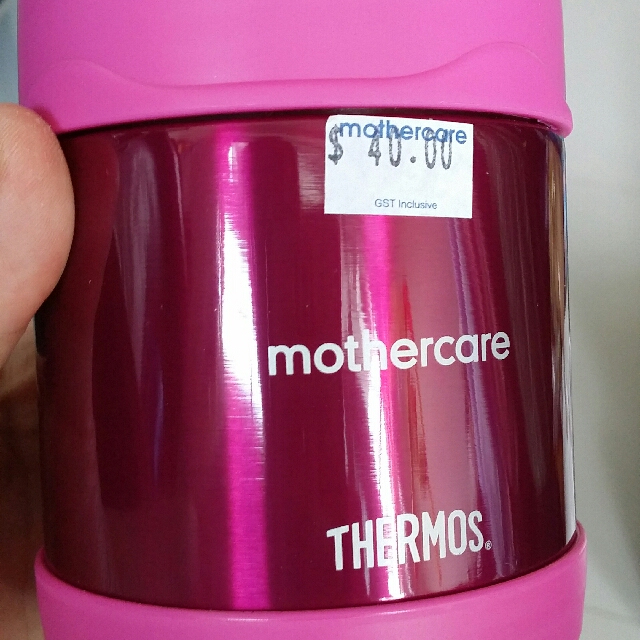 mothercare
$ 40.00
GST Inclusive
mothercare
THERMOS®